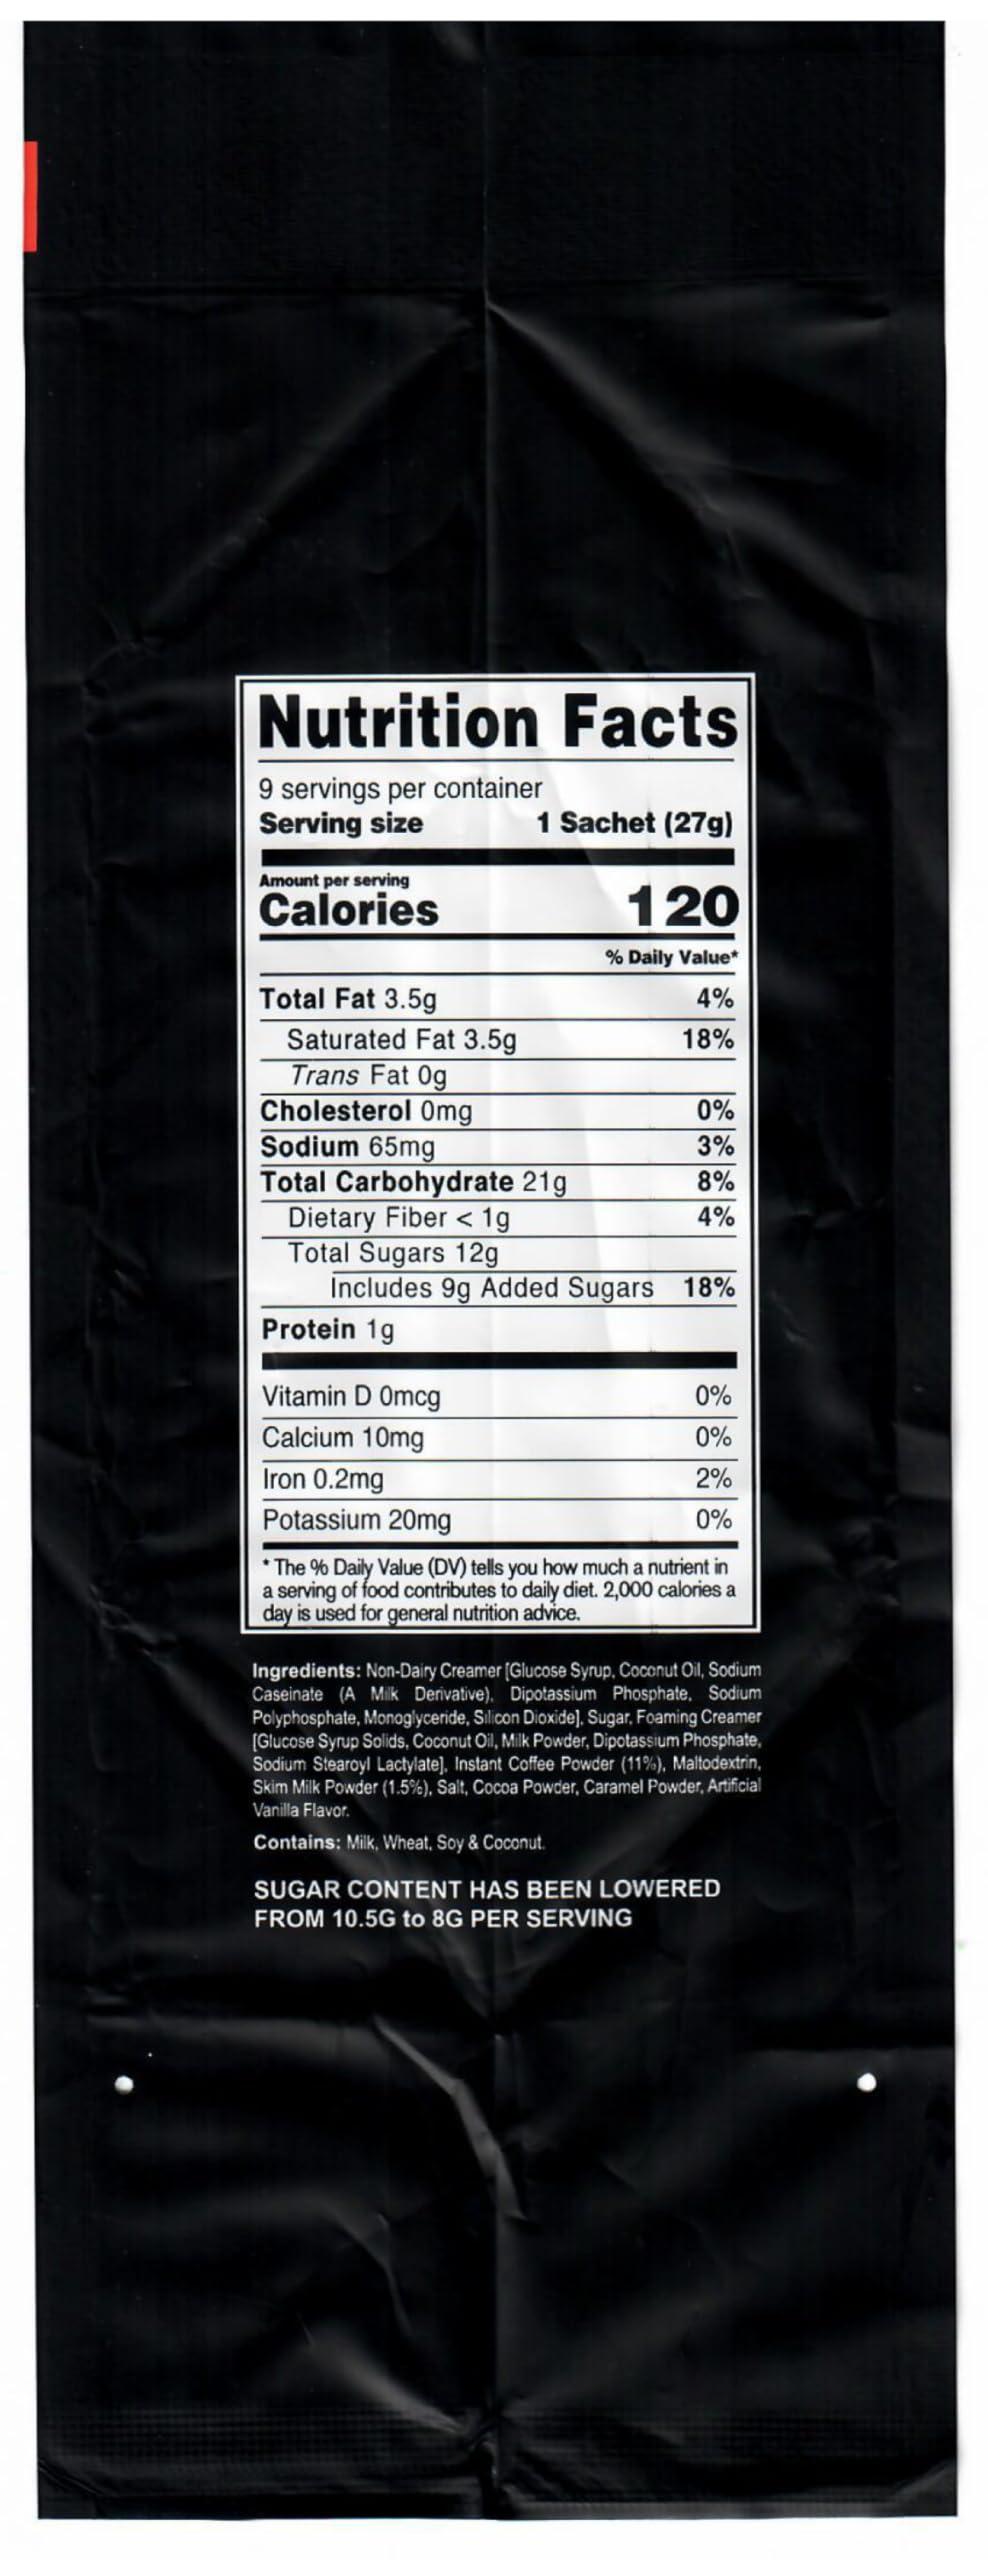 Nutrition Facts
9 servings per container
Serving size 1 Sachet (27g)
Amount per serving
Calories 120
% Daily Value*
Total Fat 3.5g 4%
Saturated Fat 3.5g 18%
Trans Fat 0g
Cholesterol 0mg 0%
Sodium 65mg 3%
Total Carbohydrate 21g 8%
Dietary Fiber < 1g 4%
Total Sugars 12g
Includes 9g Added Sugars 18%
Protein 1g
Vitamin D 0mcg 0%
Calcium 10mg 0%
Iron 0.2mg 2%
Potassium 20mg 0%
* The % Daily Value (DV) tells you how much a nutrient in
a serving of food contributes to daily diet. 2,000 calories a
day is used for general nutrition advice.
Ingredients: Non-Dairy Creamer [Glucose Syrup, Coconut Oil, Sodium
Caseinate (A Milk Derivative), Dipotassium Phosphate, Sodium
Polyphosphate, Monoglyceride, Silicon Dioxide], Sugar, Foaming Creamer
[Glucose Syrup Solids, Coconut Oil, Milk Powder, Dipotassium Phosphate,
Sodium Stearoyl Lactylate], Instant Coffee Powder (11%), Maltodextrin,
Skim Milk Powder (1.5%), Salt, Cocoa Powder, Caramel Powder, Artificial
Vanilla Flavor.
Contains: Milk, Wheat, Soy & Coconut.
SUGAR CONTENT HAS BEEN LOWERED
FROM 10.5G to 8G PER SERVING